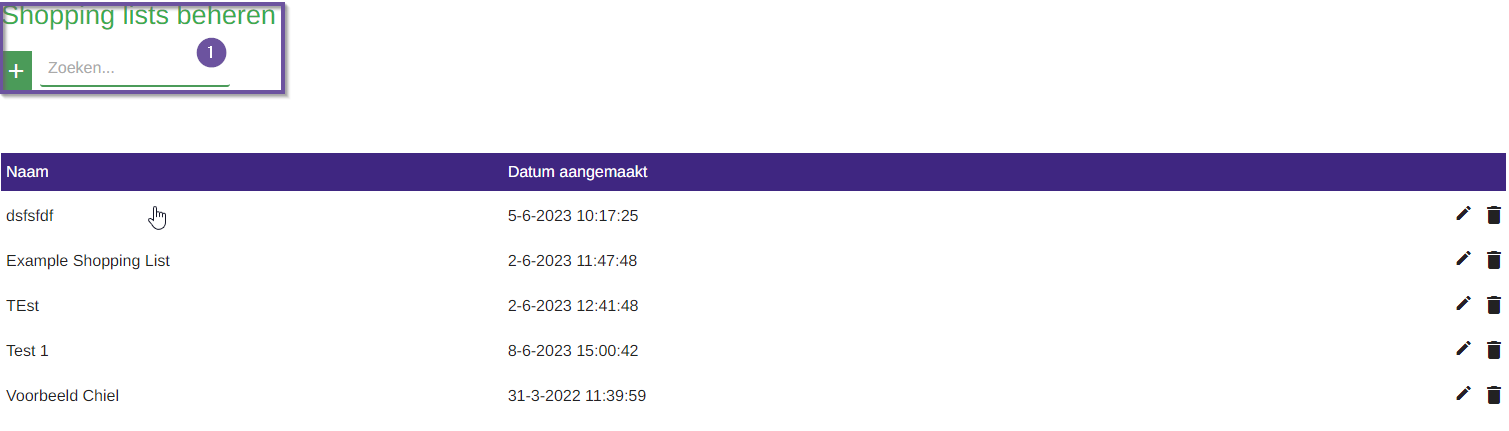 Shopping lists beheren
1
+ Zoeken...
Naam Datum aangemaakt
dsfsfdf 5-6-2023 10:17:25
Example Shopping List 2-6-2023 11:47:48
TEst 2-6-2023 12:41:48
Test 1 8-6-2023 15:00:42
Voorbeeld Chiel 31-3-2022 11:39:59